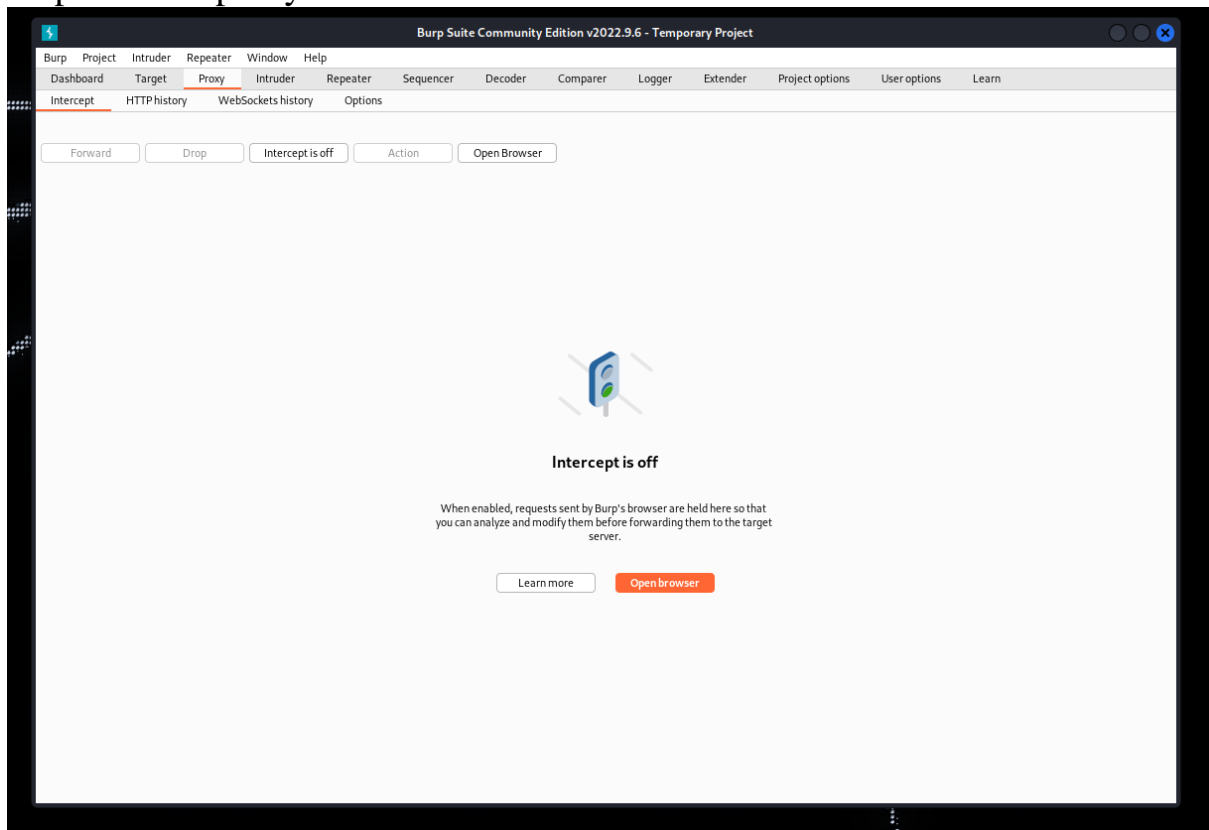 Burp Suite Community Edition v2022.9.6 - Temporary Project
Burp Project Intruder Repeater Window Help
Dashboard Target Proxy Intruder Repeater Sequencer Decoder Comparer Logger Extender Project options User options Learn
Intercept HTTP history WebSockets history Options
Forward Drop Intercept is off Action Open Browser
Intercept is off
When enabled, requests sent by Burp's browser are held here so that
you can analyze and modify them before forwarding them to the target
server.
Learn more Open browser